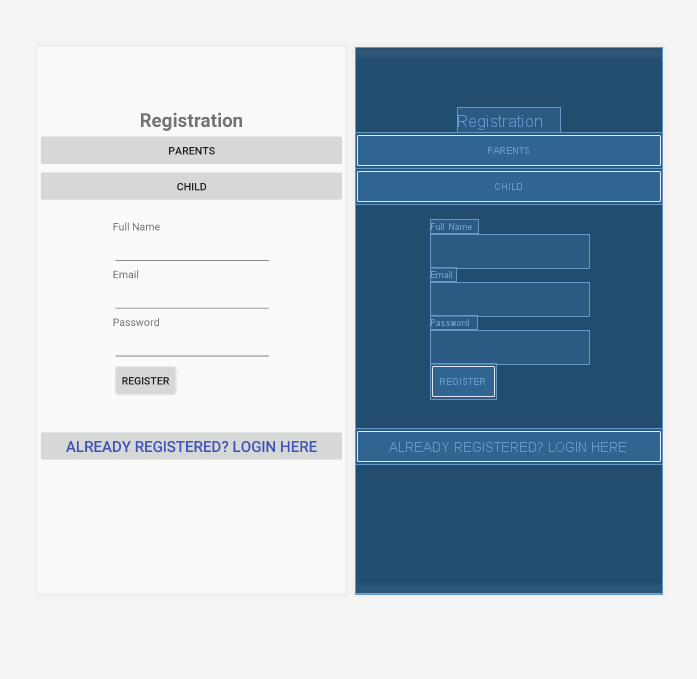 Registration
PARENTS
CHILD
Full Name
Email
Password
REGISTER
ALREADY REGISTERED? LOGIN HERE
Registration
PARENTS
CHILD
Full Name
Email
Password
REGISTER
ALREADY REGISTERED? LOGIN HERE